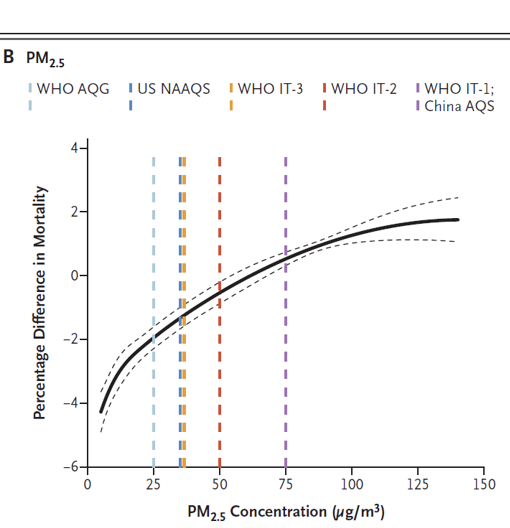 B PM2.5
WHO AQG US NAAQS WHO IT-3 WHO IT-2 WHO IT-1;
China AQS
4
2
0
−2
−4
−6
0 25 50 75 100 125 150
Percentage Difference in Mortality
PM2.5 Concentration (μg/m³)